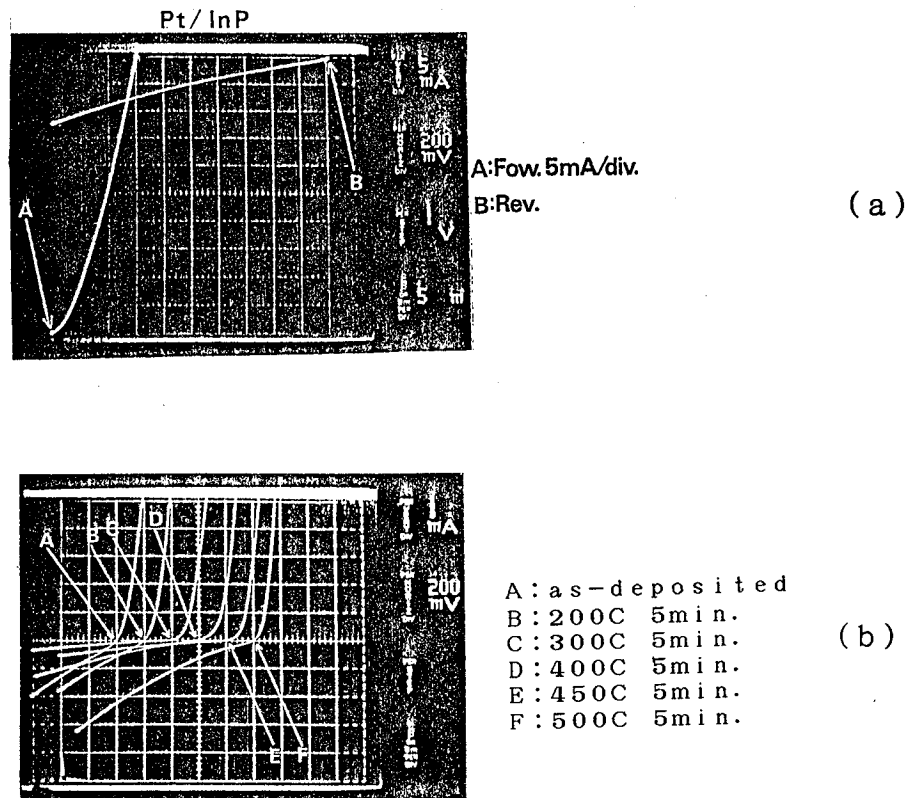 Pt/InP
5
mA
200
mV
A
B
V
5
A:Fow. 5mA/div.
B:Rev.
(a)
A
B
C
D
E
F
mA
200
mV
A:as-deposited
B:200C 5min.
C:300C 5min.
D:400C 5min.
E:450C 5min.
F:500C 5min.
(b)